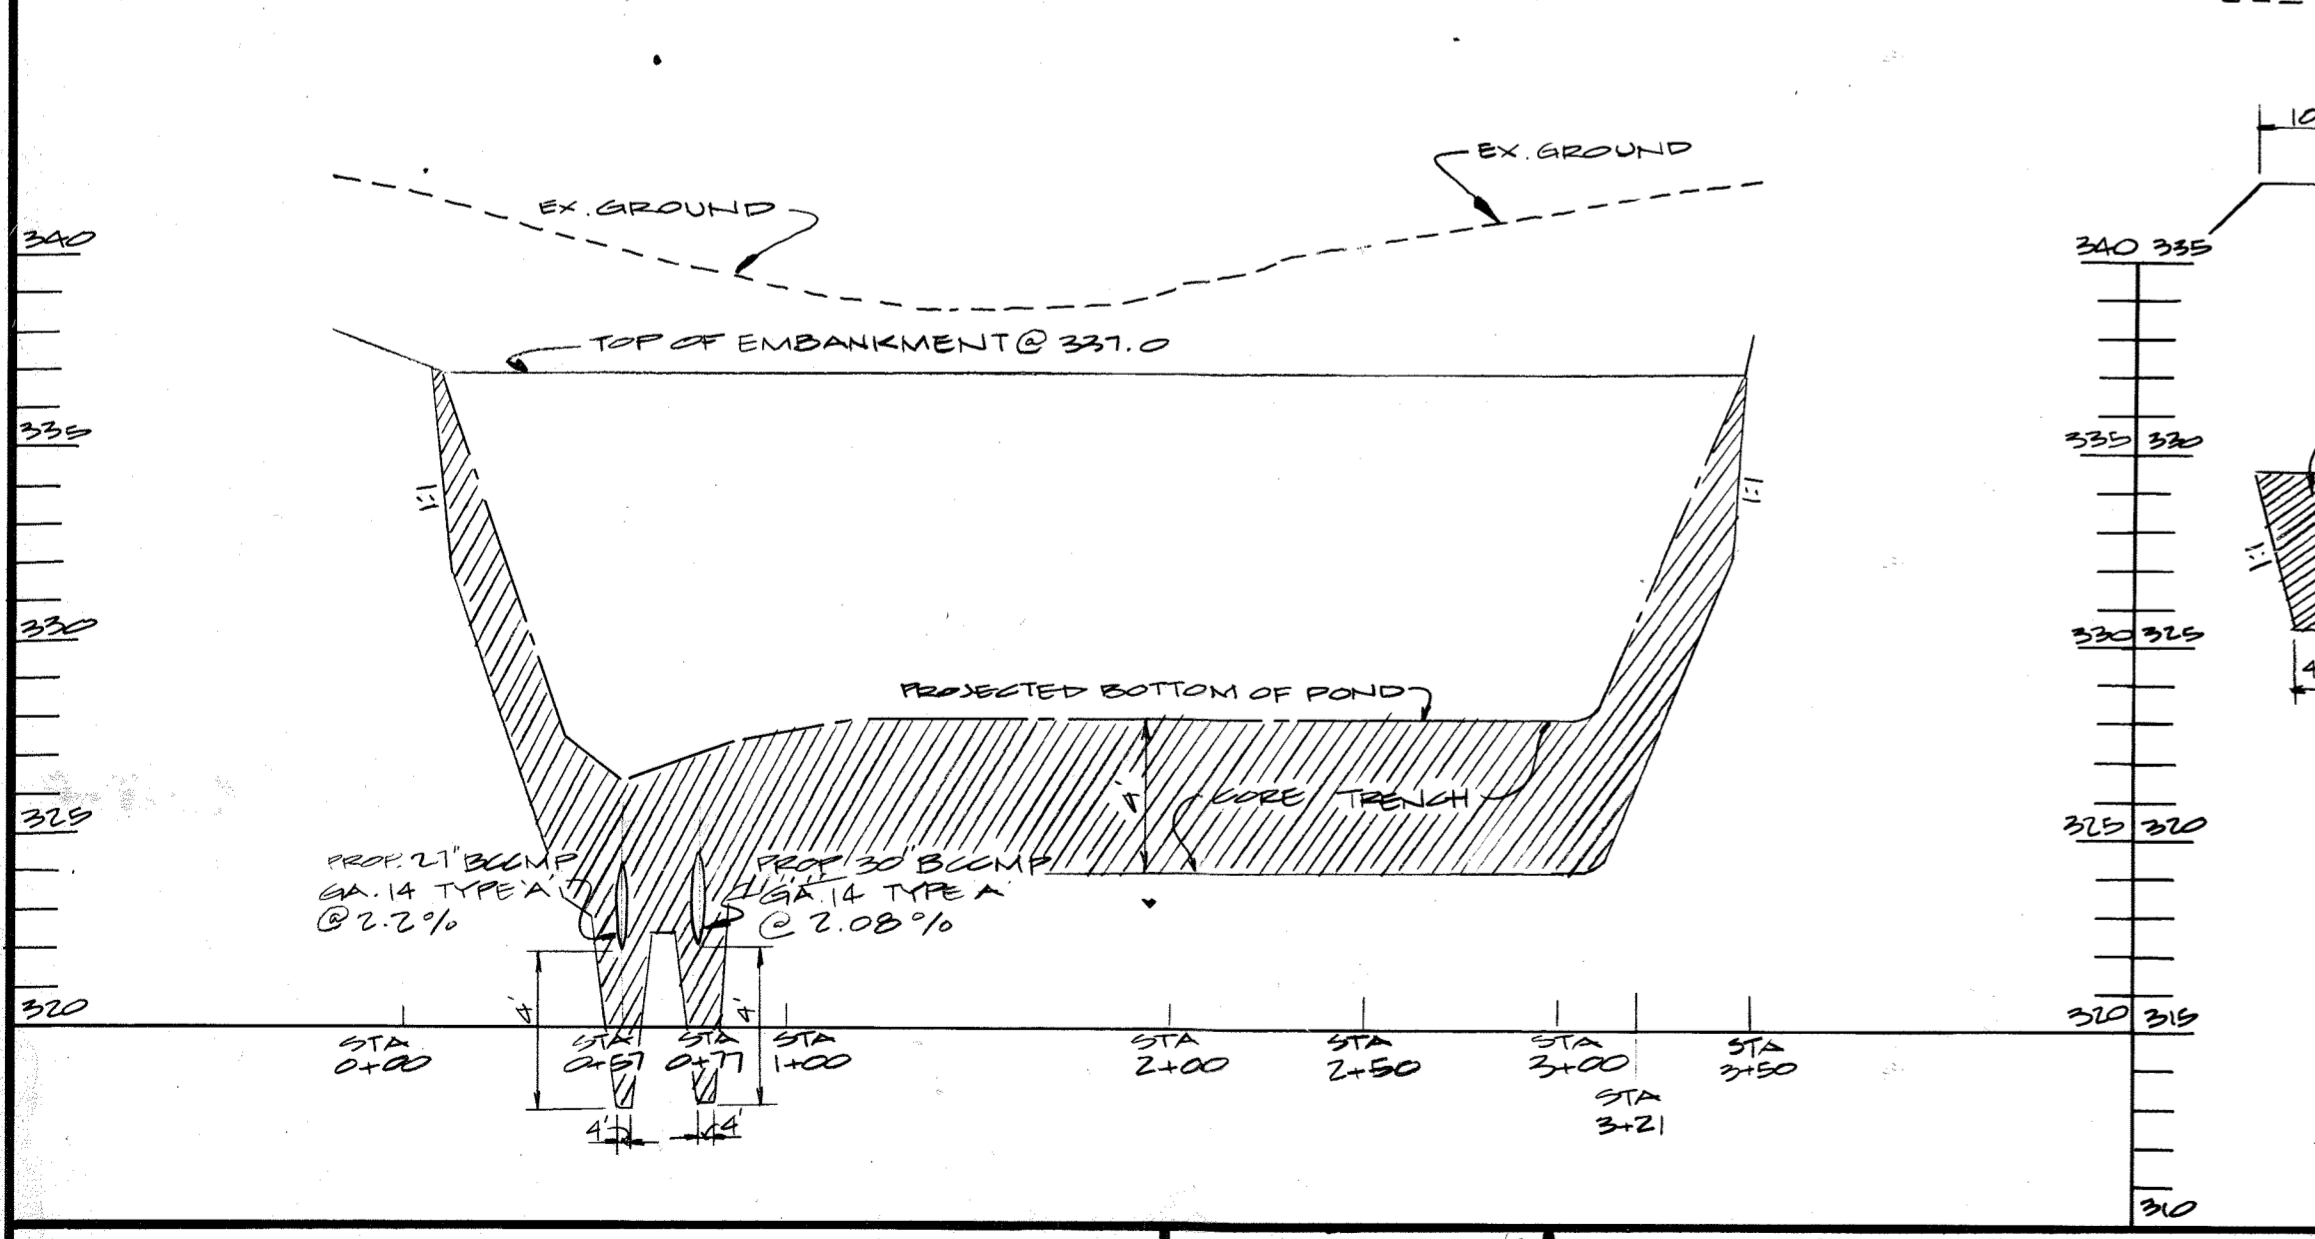 EX. GROUND
EX. GROUND
TOP OF EMBANKMENT @ 337.0
340
335
330
325
320
1:1
1:1
PROJECTED BOTTOM OF POND
4'
CORE TRENCH
PROP. 27" BCCMP
GA. 14 TYPE 'A'
@ 2.2%
PROP 30" BCCMP
GA. 14 TYPE 'A'
@ 2.08%
4'
4'
4'
4'
STA
0+00
STA
0+57
STA
0+77
STA
1+00
STA
2+00
STA
2+50
STA
3+00
STA
3+21
STA
3+50
340 335
335 330
330 325
325 320
320 315
310
10
1:1
4